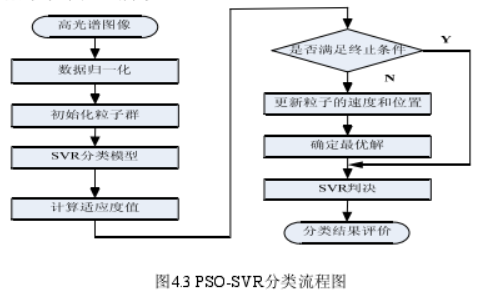 高光谱图像
数据归一化
初始化粒子群
SVR分类模型
计算适应度值
是否满足终止条件
Y
N
更新粒子的速度和位置
确定最优解
SVR判决
分类结果评价
图4.3 PSO-SVR分类流程图